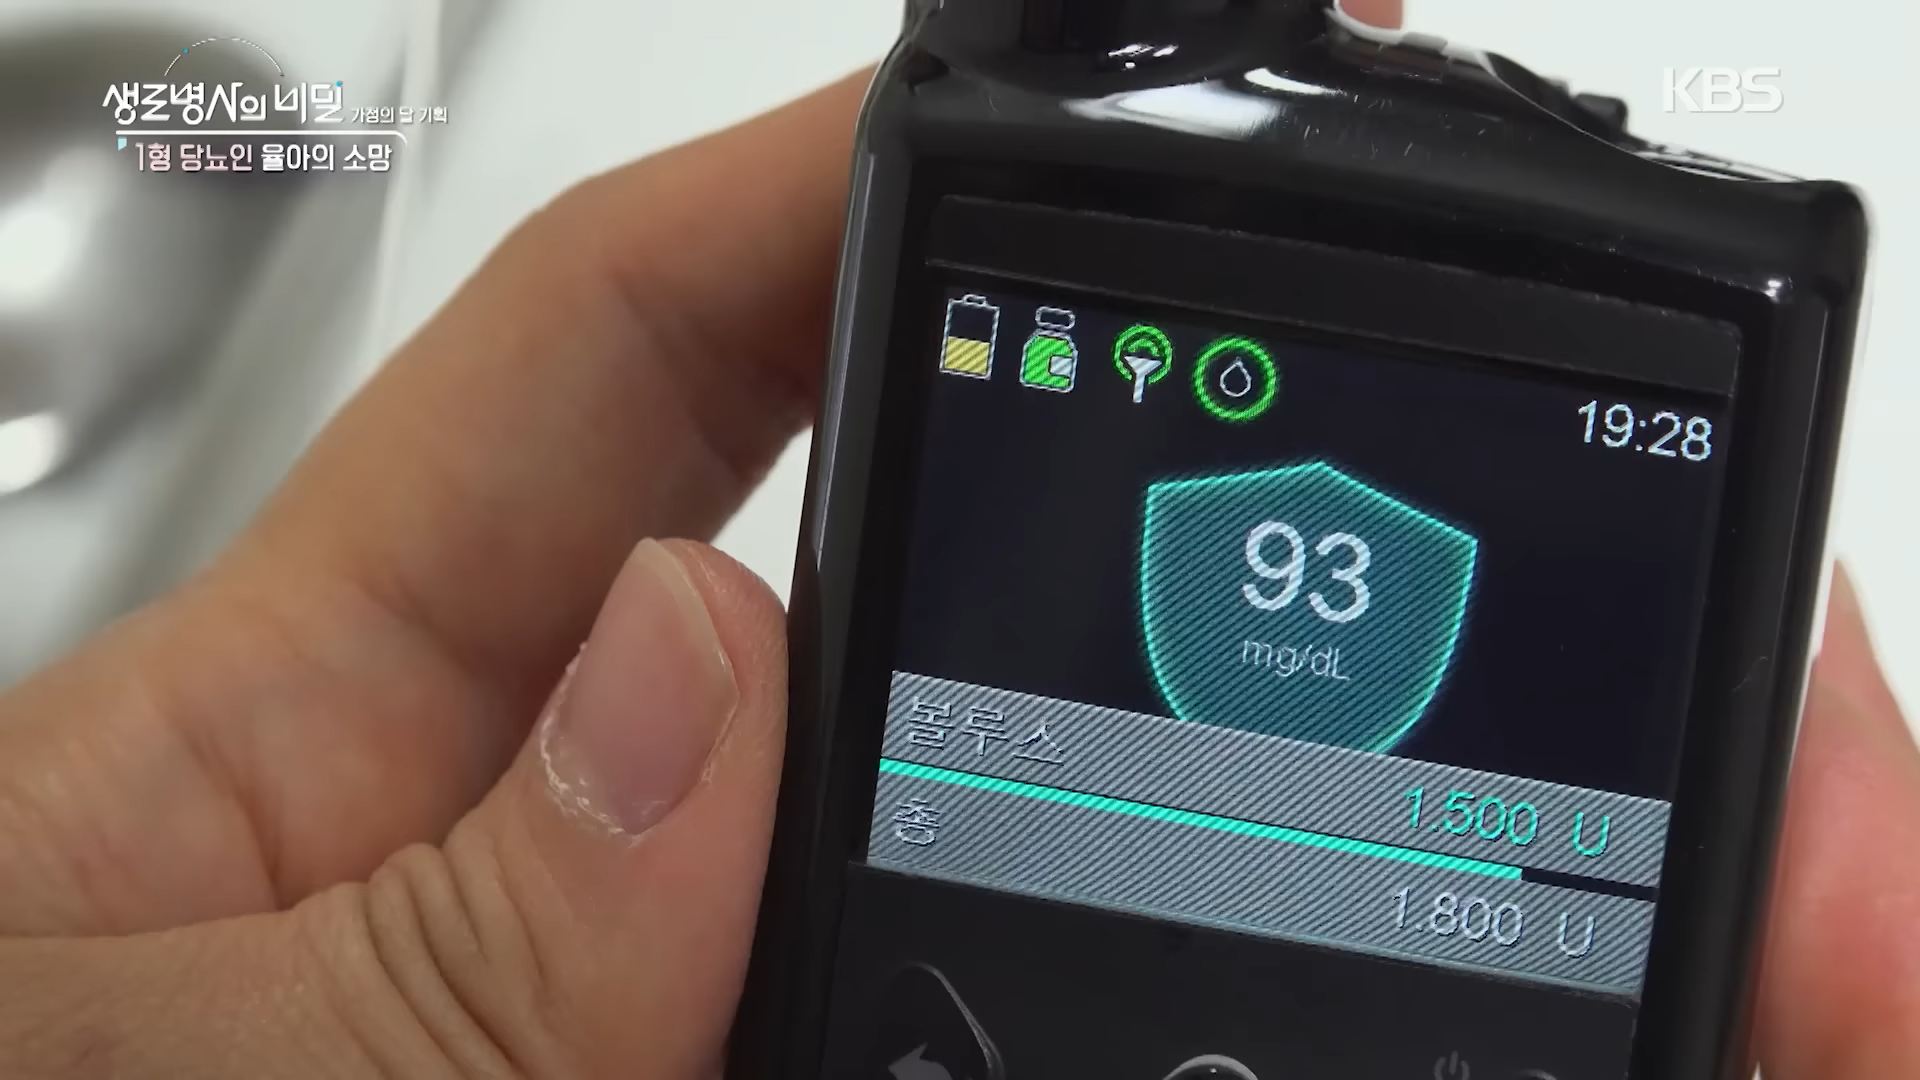 생로병사의 비밀 가정의 달 기획
1형 당뇨인 율아의 소망
KBS
19:28
93
mg/dL
볼루스
1.500 U
총
1.800 U